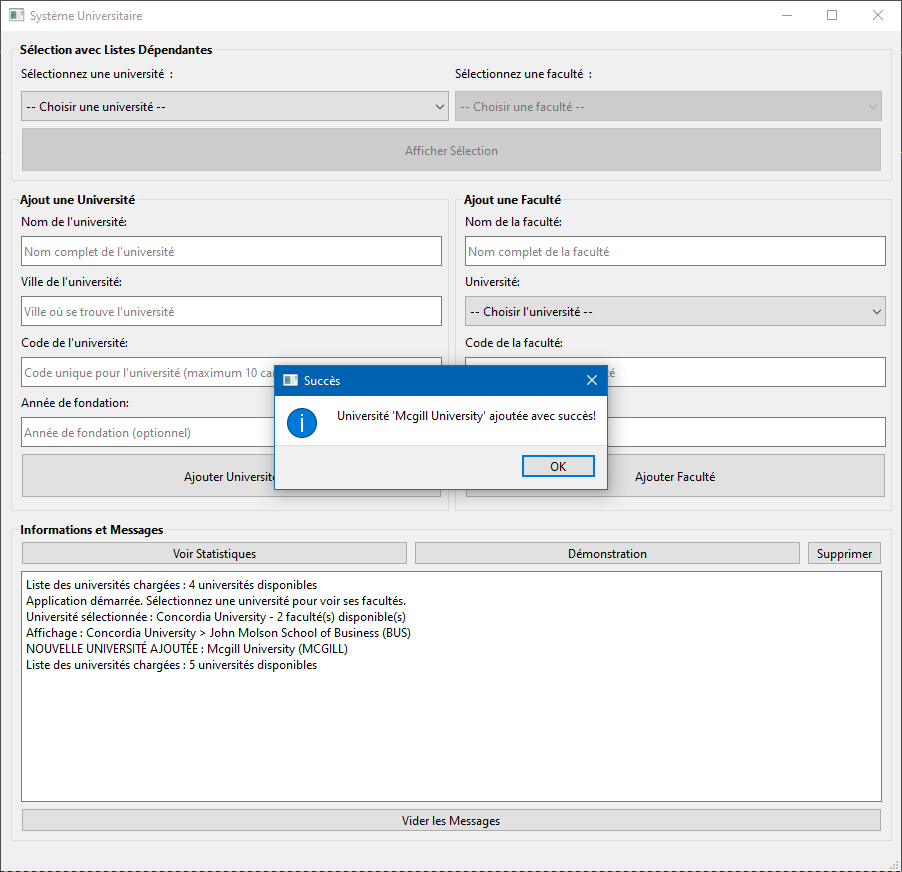 Système Universitaire
Sélection avec Listes Dépendantes
Sélectionnez une université :
Sélectionnez une faculté :
-- Choisir une université --
-- Choisir une faculté --
Afficher Sélection
Ajout une Université
Ajout une Faculté
Nom de l'université:
Nom de la faculté:
Nom complet de l'université
Nom complet de la faculté
Ville de l'université:
Université:
Ville où se trouve l'université
-- Choisir l'université --
Code de l'université:
Code de la faculté:
Code unique pour l'université (maximum 10
Année de fondation:
Année de fondation (optionnel)
Succès
Université 'Mcgill University' ajoutée avec succès!
OK
Ajouter
Ajouter Faculté
Informations et Messages
Voir Statistiques
Démonstration
Supprimer
Liste des universités chargées : 4 universités disponibles
Application démarrée. Sélectionnez une université pour voir ses facultés.
Université sélectionnée : Concordia University - 2 faculté(s) disponible(s)
Affichage : Concordia University > John Molson School of Business (BUS)
NOUVELLE UNIVERSITÉ AJOUTÉE : Mcgill University (MCGILL)
Liste des universités chargées : 5 universités disponibles
Vider les Messages